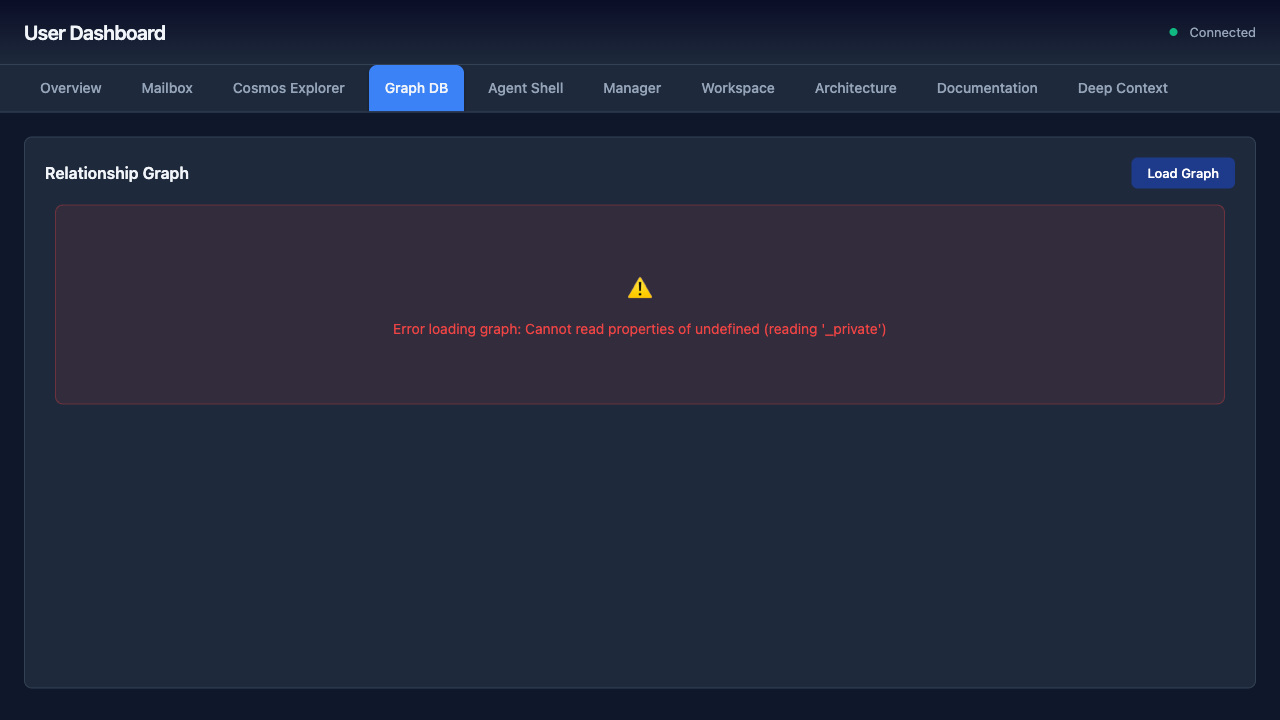 User Dashboard
Connected
Overview Mailbox Cosmos Explorer Graph DB Agent Shell Manager Workspace Architecture Documentation Deep Context
Relationship Graph
Load Graph
Error loading graph: Cannot read properties of undefined (reading '_private')